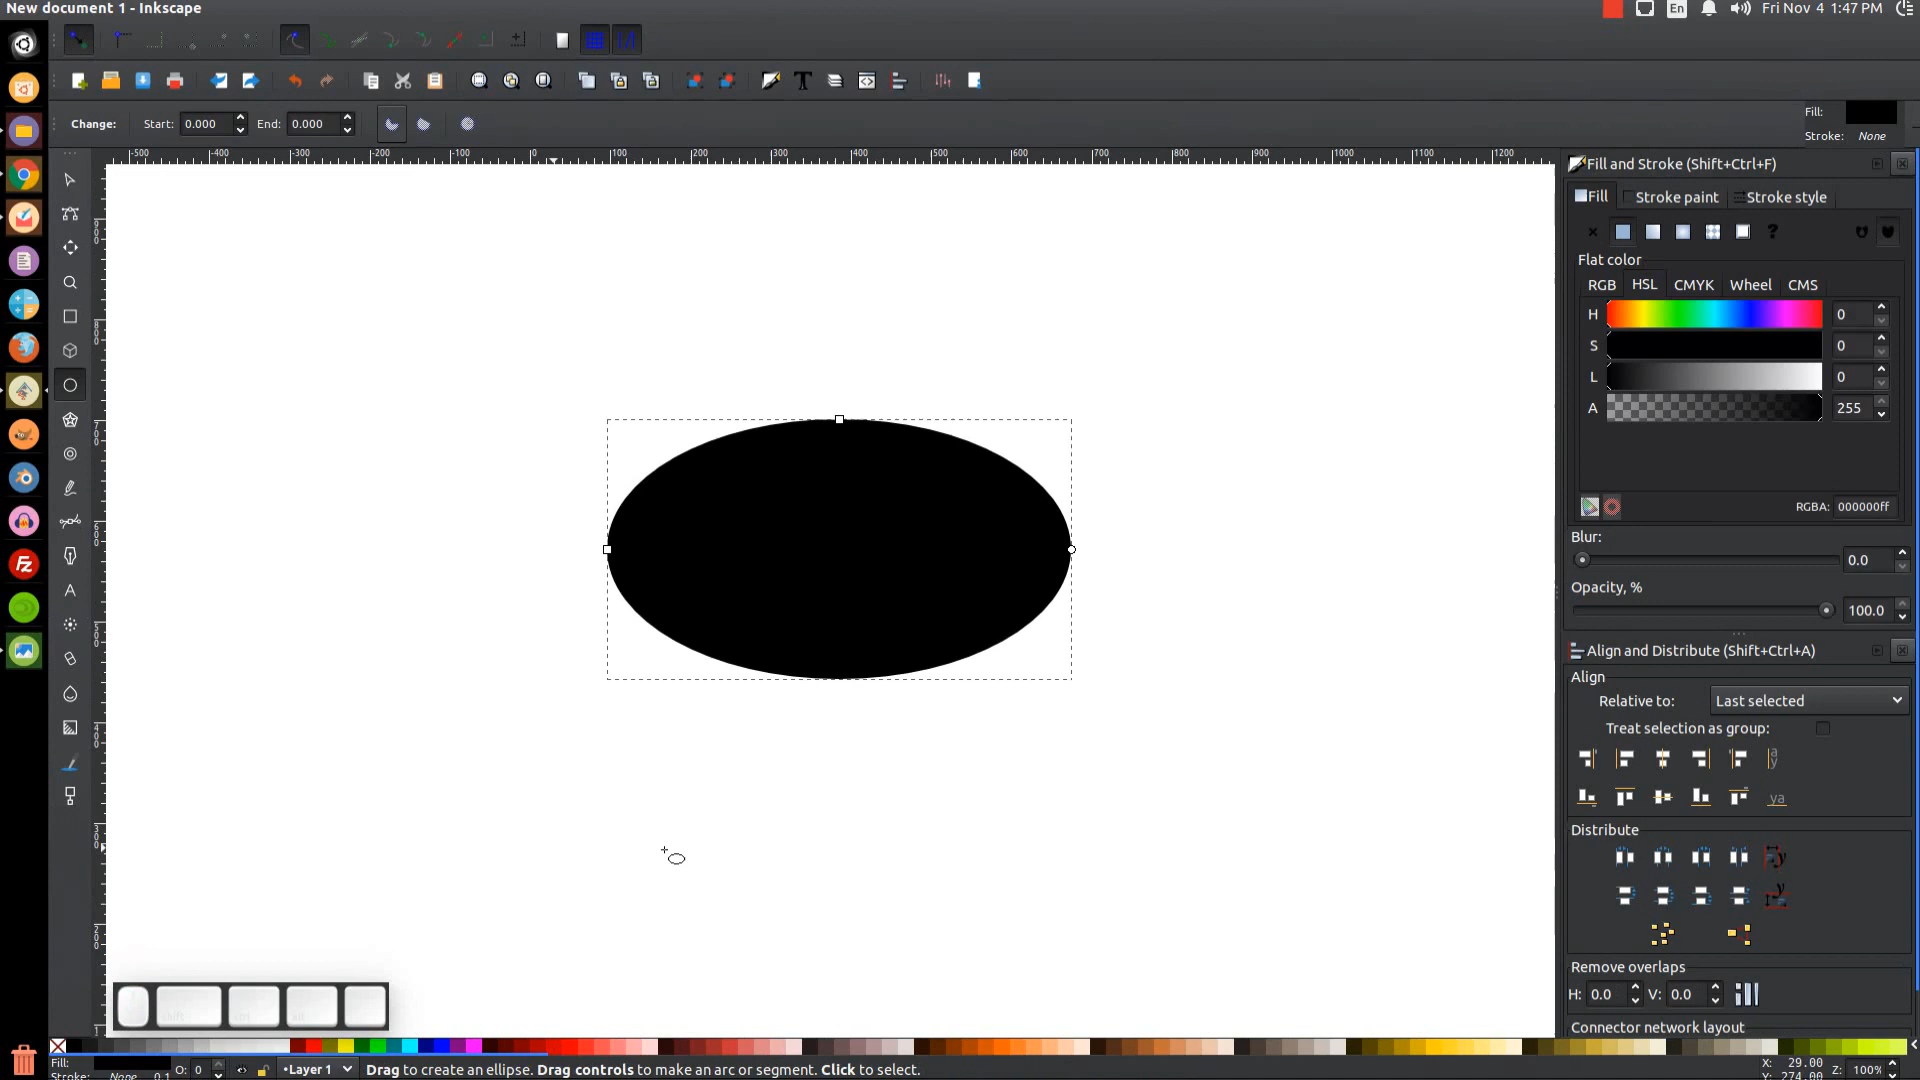 New document 1 - Inkscape
En
Fri Nov 4 1:47 PM
Change:
Start: 0.000
End: 0.000
Fill:
Stroke: None
-500 -400 -300 -200 -100 0 100 200 300 400 500 600 700 800 900 1000 1100 1200
Fill and Stroke (Shift+Ctrl+F)
Fill
Stroke paint
Stroke style
?
Flat color
RGB HSL CMYK Wheel CMS
H 0
S 0
L 0
A 255
RGBA: 000000ff
Blur:
0.0
Opacity, %
100.0
Align and Distribute (Shift+Ctrl+A)
Align
Relative to: Last selected
Treat selection as group:
Distribute
Remove overlaps
H: 0.0 V: 0.0
Connector network layout
shift
Fill:
Stroke: None 0.1
O: 0
•Layer 1
Drag to create an ellipse. Drag controls to make an arc or segment. Click to select.
X: 29.00
Y: 274.00
Z: 100%